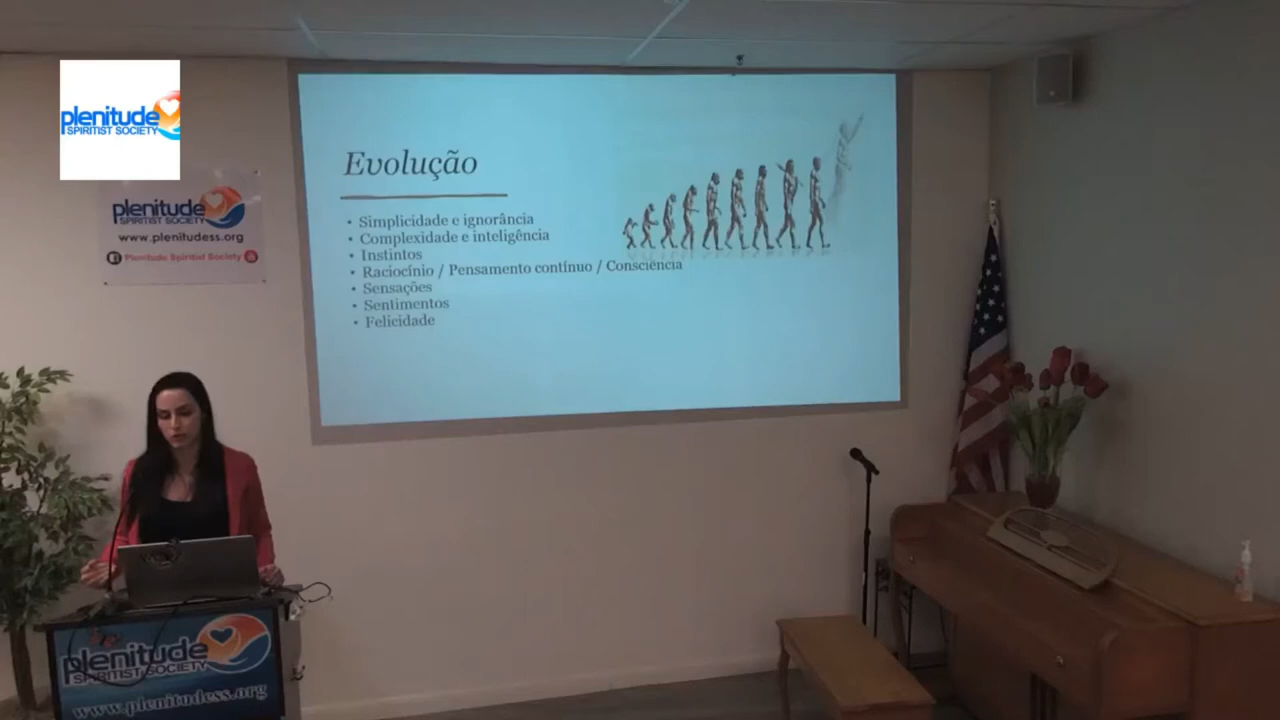 plenitude
SPIRITIST SOCIETY
plenitude
SPIRITIST SOCIETY
www.plenitudess.org
Plenitude Spiritist Society
Evolução
• Simplicidade e ignorância
• Complexidade e inteligência
• Instintos
• Raciocínio / Pensamento contínuo / Consciência
• Sensações
• Sentimentos
• Felicidade
plenitude
SPIRITIST SOCIETY
www.plenitudess.org